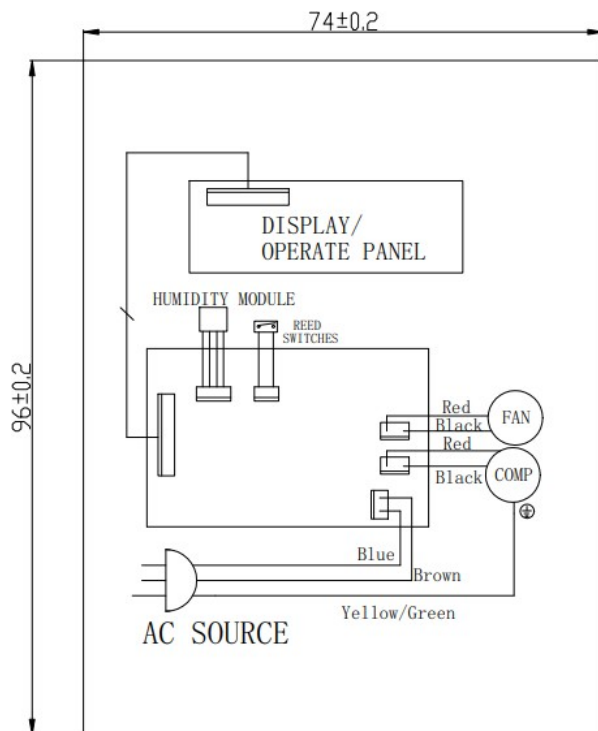 74±0.2
96±0.2
DISPLAY/
OPERATE PANEL
HUMIDITY MODULE
REED
SWITCHES
Red
Black
FAN
Red
Black
COMP
Blue
Brown
Yellow/Green
AC SOURCE